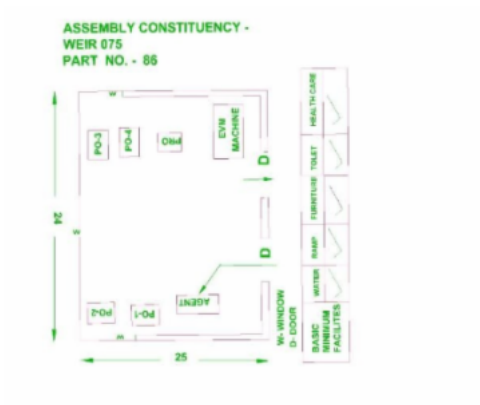 ASSEMBLY CONSTITUENCY -
WEIR 075
PART NO. - 86
W
PO-3
PO-4
PRO
EVM
MACHINE
D
24
W
D
AGENT
PO-2
PO-1
W
25
W- WINDOW
D- DOOR
HEALTH CARE
TOLET
FURNITURE
RAMP
WATER
BASIC
MINIMUM
FACILITES